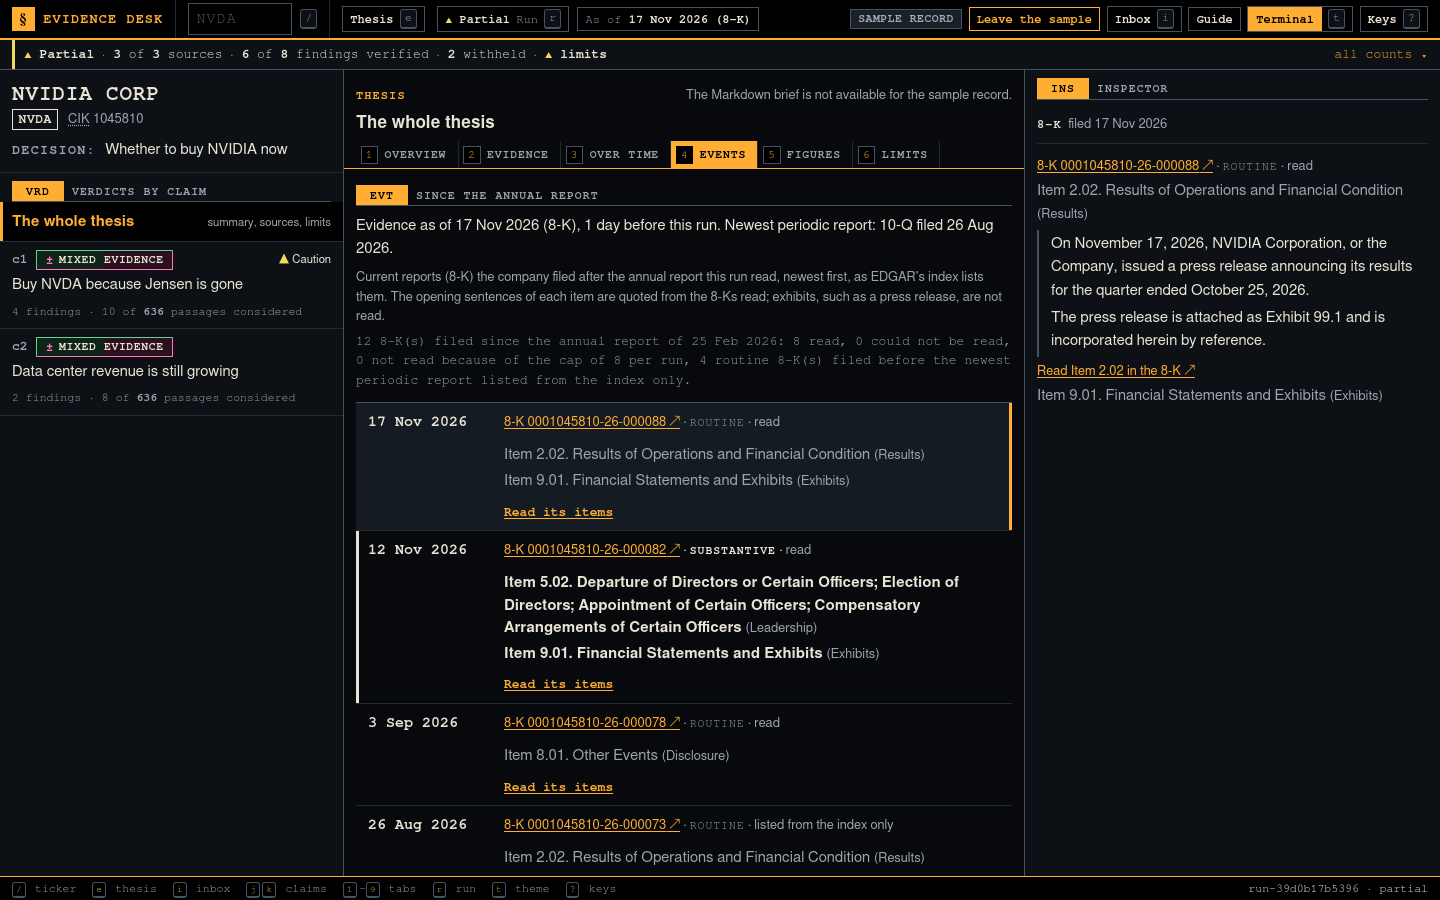 § EVIDENCE DESK NVDA / Thesis e ▲ Partial Run r As of 17 Nov 2026 (8-K) SAMPLE RECORD Leave the sample Inbox i Guide Terminal t Keys ?
▲ Partial · 3 of 3 sources · 6 of 8 findings verified · 2 withheld · ▲ limits all counts ▾
NVIDIA CORP
NVDA CIK 1045810
DECISION: Whether to buy NVIDIA now
VRD VERDICTS BY CLAIM
The whole thesis summary, sources, limits
c1 ± MIXED EVIDENCE ▲ Caution
Buy NVDA because Jensen is gone
4 findings · 10 of 636 passages considered
c2 ± MIXED EVIDENCE
Data center revenue is still growing
2 findings · 8 of 636 passages considered
THESIS The Markdown brief is not available for the sample record.
The whole thesis
1 OVERVIEW 2 EVIDENCE 3 OVER TIME 4 EVENTS 5 FIGURES 6 LIMITS
EVT SINCE THE ANNUAL REPORT
Evidence as of 17 Nov 2026 (8-K), 1 day before this run. Newest periodic report: 10-Q filed 26 Aug
2026.
Current reports (8-K) the company filed after the annual report this run read, newest first, as EDGAR's index lists
them. The opening sentences of each item are quoted from the 8-Ks read; exhibits, such as a press release, are not
read.
12 8-K(s) filed since the annual report of 25 Feb 2026: 8 read, 0 could not be read,
0 not read because of the cap of 8 per run, 4 routine 8-K(s) filed before the newest
periodic report listed from the index only.
17 Nov 2026 8-K 0001045810-26-000088 ↗ · ROUTINE · read
Item 2.02. Results of Operations and Financial Condition (Results)
Item 9.01. Financial Statements and Exhibits (Exhibits)
Read its items
12 Nov 2026 8-K 0001045810-26-000082 ↗ · SUBSTANTIVE · read
Item 5.02. Departure of Directors or Certain Officers; Election of
Directors; Appointment of Certain Officers; Compensatory
Arrangements of Certain Officers (Leadership)
Item 9.01. Financial Statements and Exhibits (Exhibits)
Read its items
3 Sep 2026 8-K 0001045810-26-000078 ↗ · ROUTINE · read
Item 8.01. Other Events (Disclosure)
Read its items
26 Aug 2026 8-K 0001045810-26-000073 ↗ · ROUTINE · listed from the index only
Item 2.02. Results of Operations and Financial Condition (Results)
INS INSPECTOR
8-K filed 17 Nov 2026
8-K 0001045810-26-000088 ↗ · ROUTINE · read
Item 2.02. Results of Operations and Financial Condition
(Results)
On November 17, 2026, NVIDIA Corporation, or the
Company, issued a press release announcing its results
for the quarter ended October 25, 2026.
The press release is attached as Exhibit 99.1 and is
incorporated herein by reference.
Read Item 2.02 in the 8-K ↗
Item 9.01. Financial Statements and Exhibits (Exhibits)
/ ticker e thesis i inbox j k claims 1-9 tabs r run t theme ? keys run-39d0b17b5396 · partial